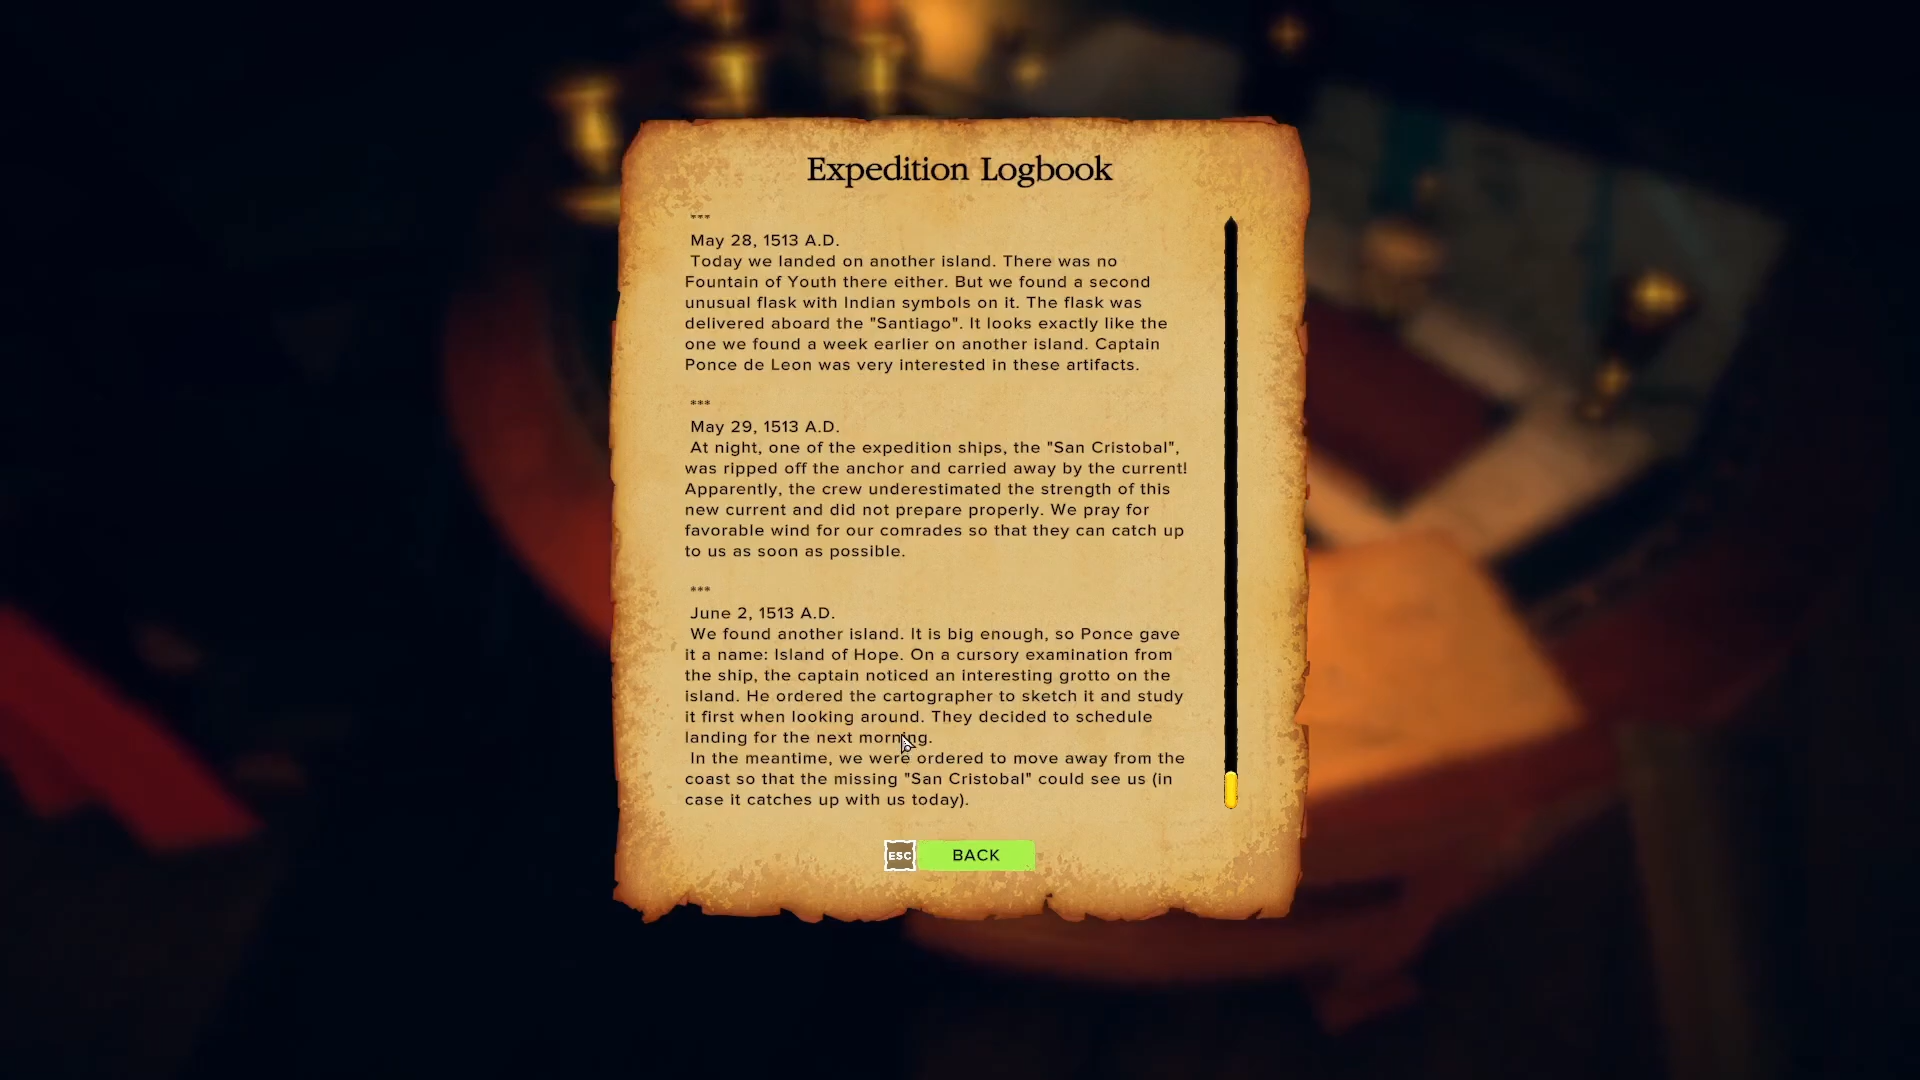 Expedition Logbook
***
May 28, 1513 A.D.
Today we landed on another island. There was no
Fountain of Youth there either. But we found a second
unusual flask with Indian symbols on it. The flask was
delivered aboard the "Santiago". It looks exactly like the
one we found a week earlier on another island. Captain
Ponce de Leon was very interested in these artifacts.
***
May 29, 1513 A.D.
At night, one of the expedition ships, the "San Cristobal",
was ripped off the anchor and carried away by the current!
Apparently, the crew underestimated the strength of this
new current and did not prepare properly. We pray for
favorable wind for our comrades so that they can catch up
to us as soon as possible.
***
June 2, 1513 A.D.
We found another island. It is big enough, so Ponce gave
it a name: Island of Hope. On a cursory examination from
the ship, the captain noticed an interesting grotto on the
island. He ordered the cartographer to sketch it and study
it first when looking around. They decided to schedule
landing for the next morning.
In the meantime, we were ordered to move away from the
coast so that the missing "San Cristobal" could see us (in
case it catches up with us today).
ESC BACK